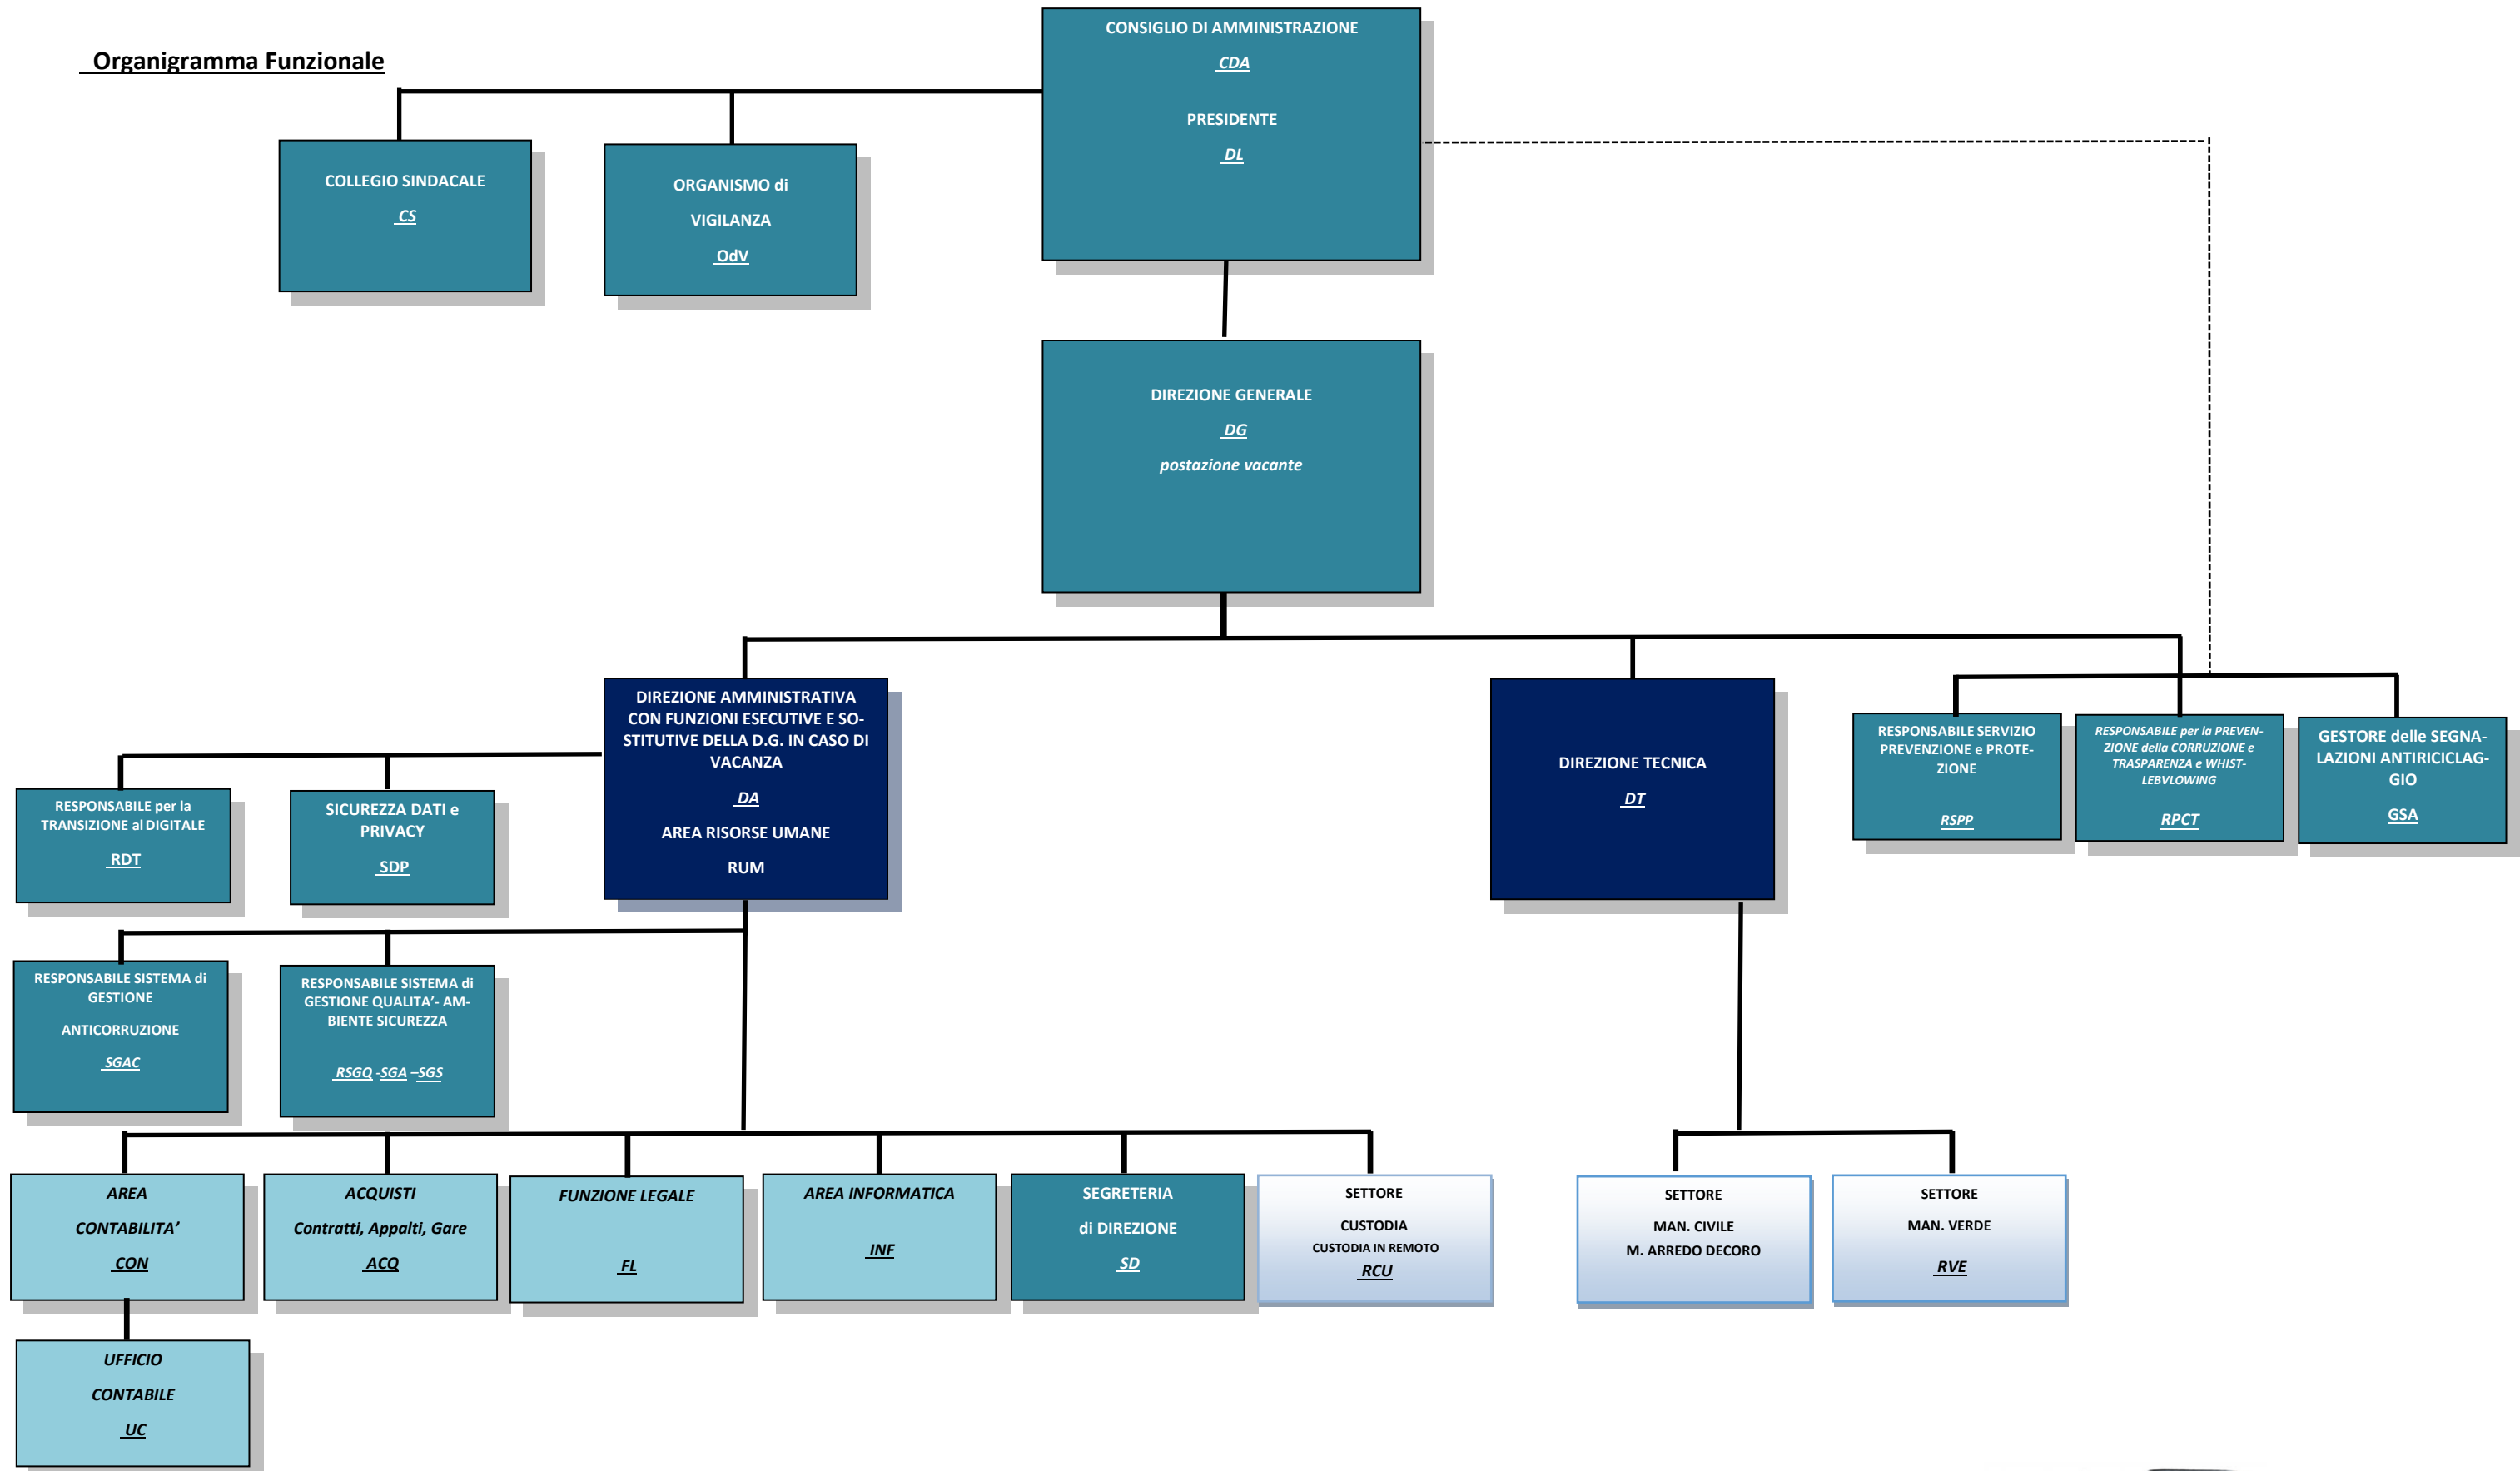 Organigramma Funzionale
CONSIGLIO DI AMMINISTRAZIONE
CDA
PRESIDENTE
DL
COLLEGIO SINDACALE
CS
ORGANISMO di
VIGILANZA
OdV
DIREZIONE GENERALE
DG
postazione vacante
DIREZIONE AMMINISTRATIVA
CON FUNZIONI ESECUTIVE E SO-
STITUTIVE DELLA D.G. IN CASO DI
VACANZA
DA
AREA RISORSE UMANE
RUM
DIREZIONE TECNICA
DT
RESPONSABILE SERVIZIO
PREVENZIONE e PROTE-
ZIONE
RSPP
RESPONSABILE per la PREVEN-
ZIONE della CORRUZIONE e
TRASPARENZA e WHIST-
LEBVLOWING
RPCT
GESTORE delle SEGNA-
LAZIONI ANTIRICICLAG-
GIO
GSA
RESPONSABILE per la
TRANSIZIONE al DIGITALE
RDT
SICUREZZA DATI e
PRIVACY
SDP
RESPONSABILE SISTEMA di
GESTIONE
ANTICORRUZIONE
SGAC
RESPONSABILE SISTEMA di
GESTIONE QUALITA’- AM-
BIENTE SICUREZZA
RSGQ -SGA –SGS
AREA
CONTABILITA’
CON
ACQUISTI
Contratti, Appalti, Gare
ACQ
FUNZIONE LEGALE
FL
AREA INFORMATICA
INF
SEGRETERIA
di DIREZIONE
SD
SETTORE
CUSTODIA
CUSTODIA IN REMOTO
RCU
SETTORE
MAN. CIVILE
M. ARREDO DECORO
SETTORE
MAN. VERDE
RVE
UFFICIO
CONTABILE
UC